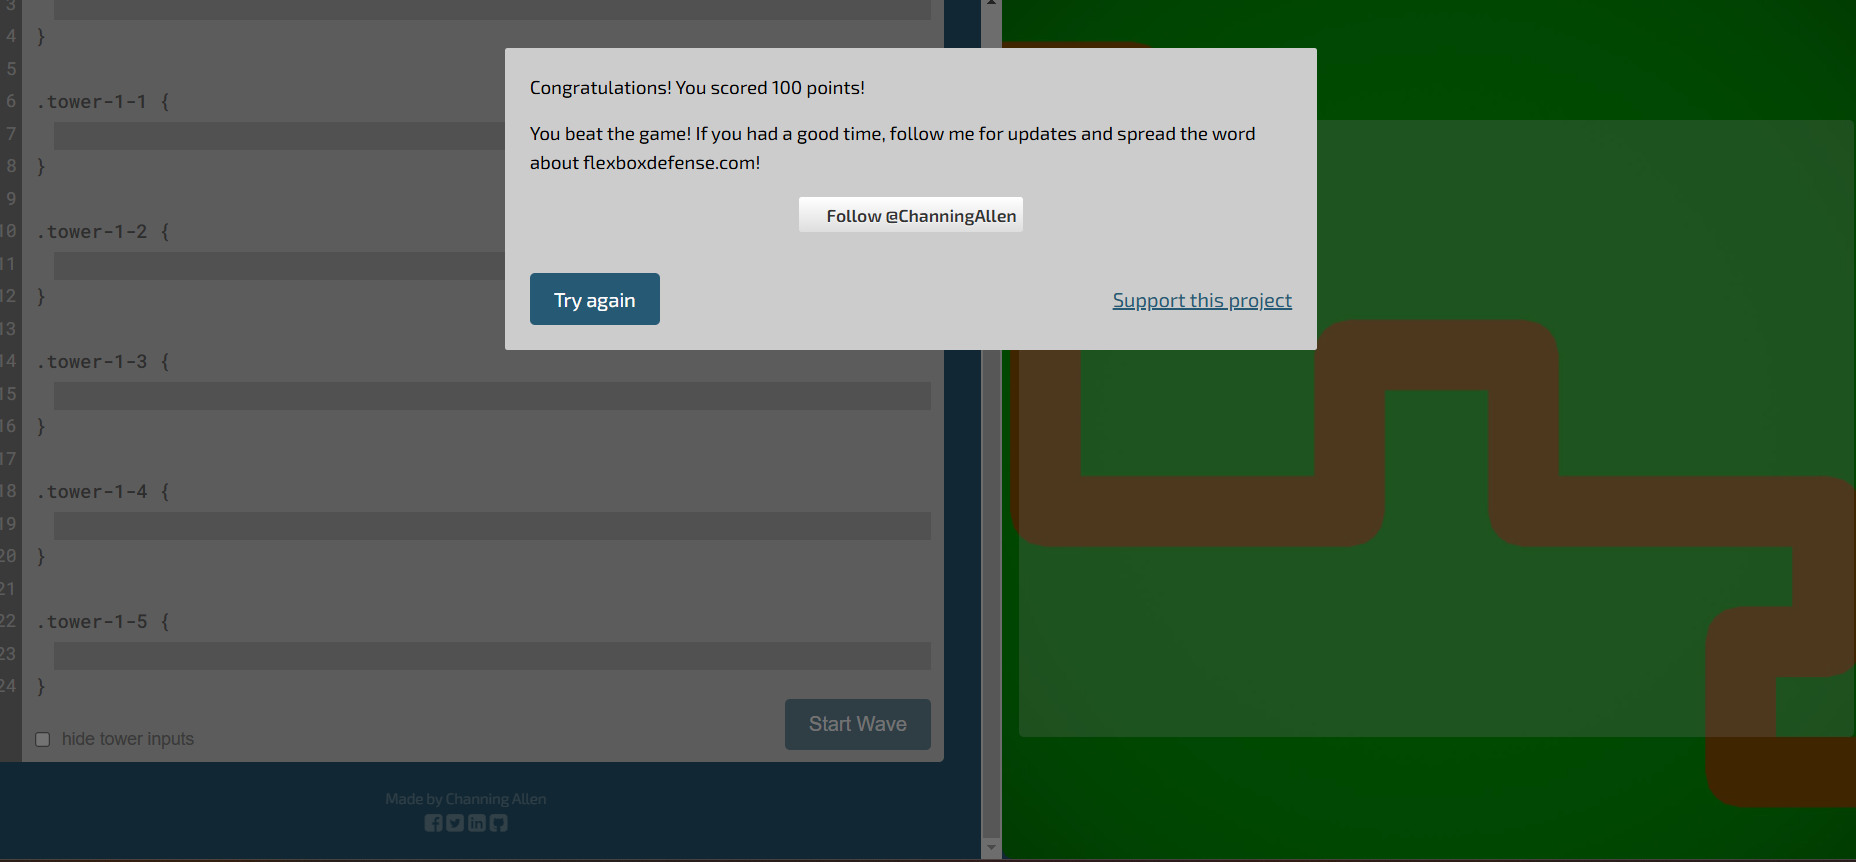 Congratulations! You scored 100 points!
You beat the game! If you had a good time, follow me for updates and spread the word
about flexboxdefense.com!
Follow @ChanningAllen
Try again
Support this project
3
4 }
5
6 .tower-1-1 {
7
8 }
9
10 .tower-1-2 {
11
12 }
13
14 .tower-1-3 {
15
16 }
17
18 .tower-1-4 {
19
20 }
21
22 .tower-1-5 {
23
24 }
hide tower inputs
Start Wave
Made by Channing Allen